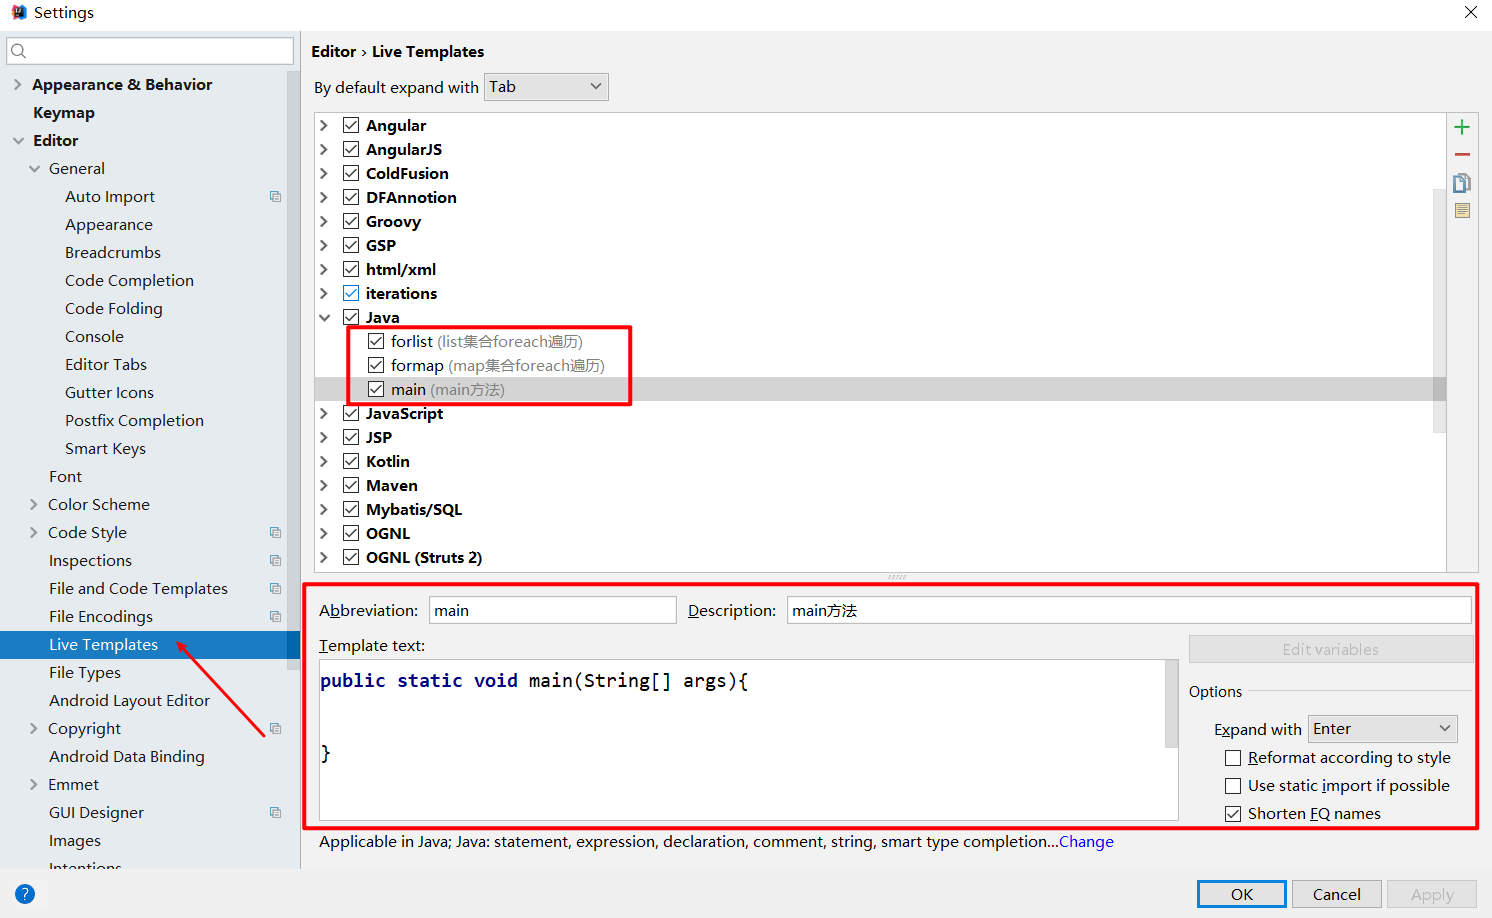 Settings
Appearance & Behavior
Keymap
Editor
General
Auto Import
Appearance
Breadcrumbs
Code Completion
Code Folding
Console
Editor Tabs
Gutter Icons
Postfix Completion
Smart Keys
Font
Color Scheme
Code Style
Inspections
File and Code Templates
File Encodings
Live Templates
File Types
Android Layout Editor
Copyright
Android Data Binding
Emmet
GUI Designer
Images
Intentions
Editor › Live Templates
By default expand with Tab
Angular
AngularJS
ColdFusion
DFAnnotion
Groovy
GSP
html/xml
iterations
Java
forlist (list集合foreach遍历)
formap (map集合foreach遍历)
main (main方法)
JavaScript
JSP
Kotlin
Maven
Mybatis/SQL
OGNL
OGNL (Struts 2)
Abbreviation: main Description: main方法
Template text:
public static void main(String[] args){
}
Edit variables
Options
Expand with Enter
Reformat according to style
Use static import if possible
Shorten FQ names
Applicable in Java; Java: statement, expression, declaration, comment, string, smart type completion...Change
? OK Cancel Apply